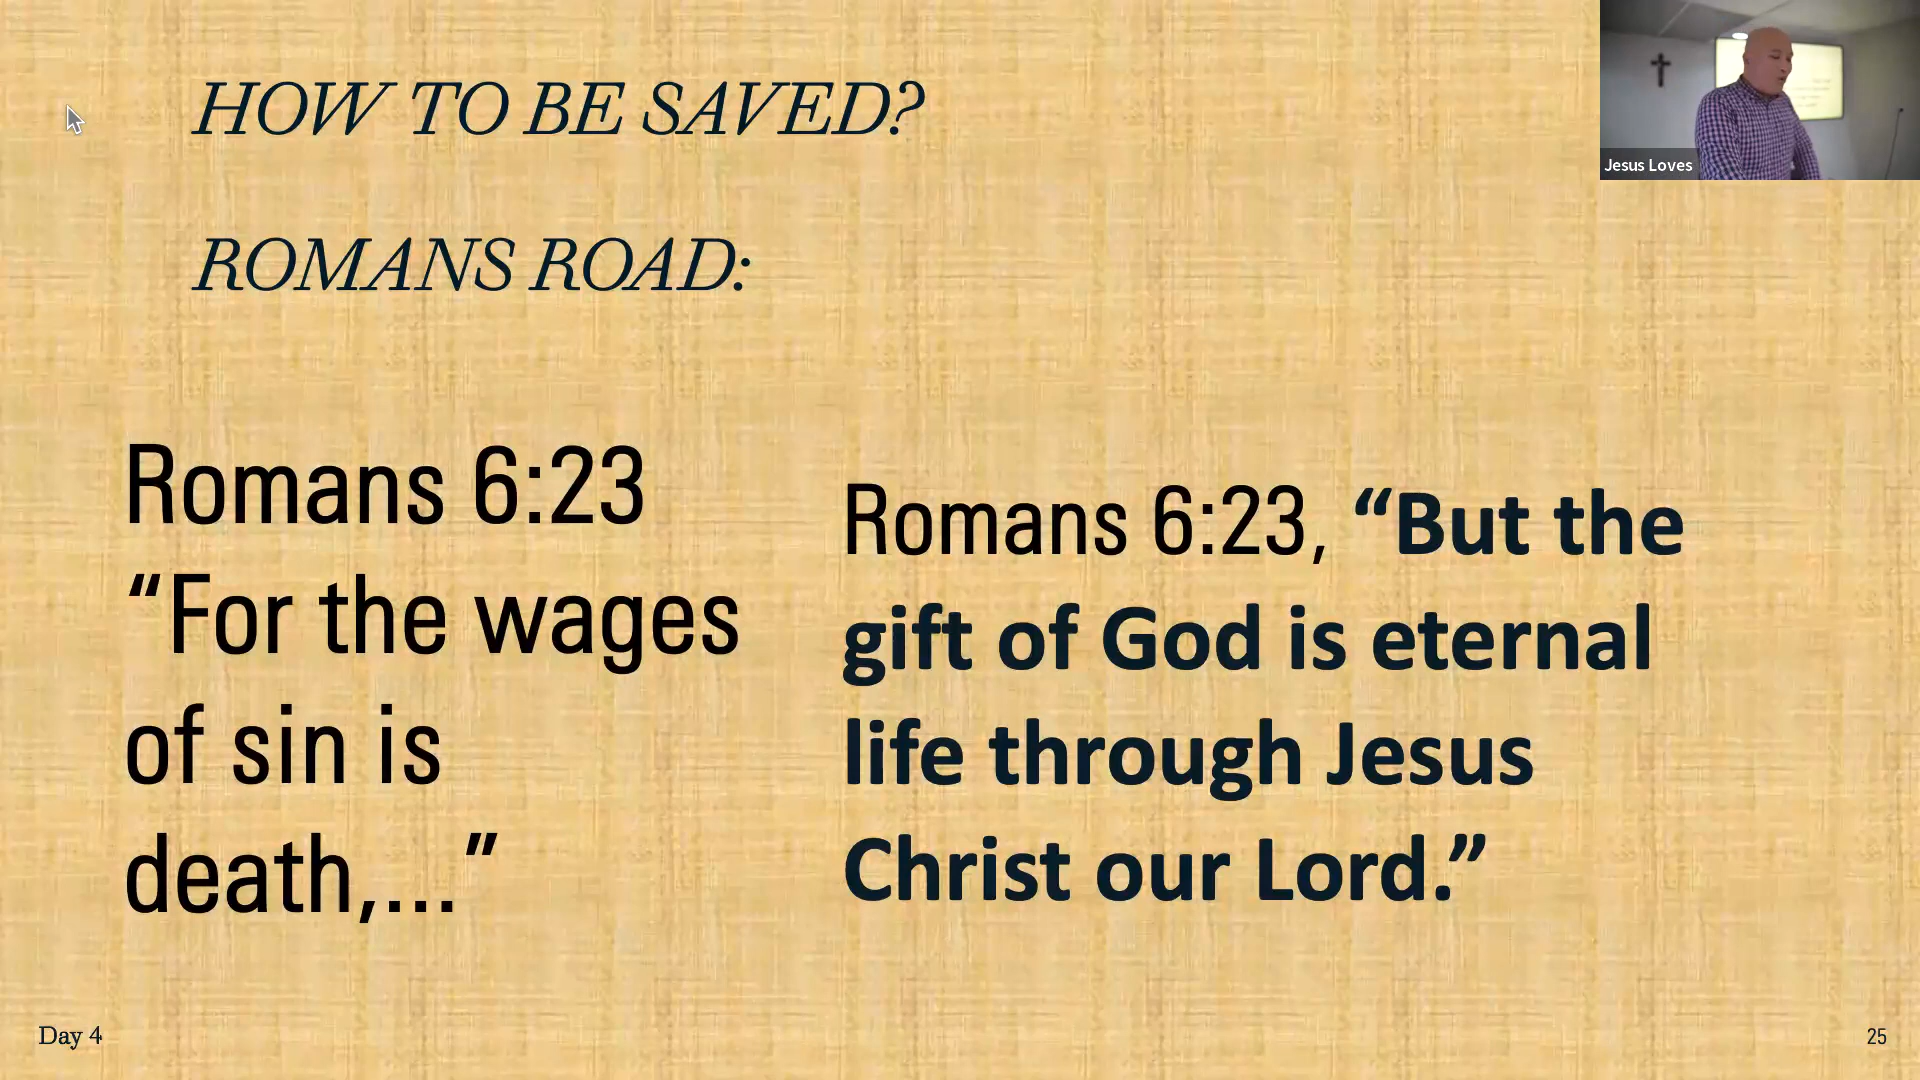 HOW TO BE SAVED?
Jesus Loves
ROMANS ROAD:
Romans 6:23
“For the wages
of sin is
death,...”
Romans 6:23, “But the
gift of God is eternal
life through Jesus
Christ our Lord.”
Day 4
25